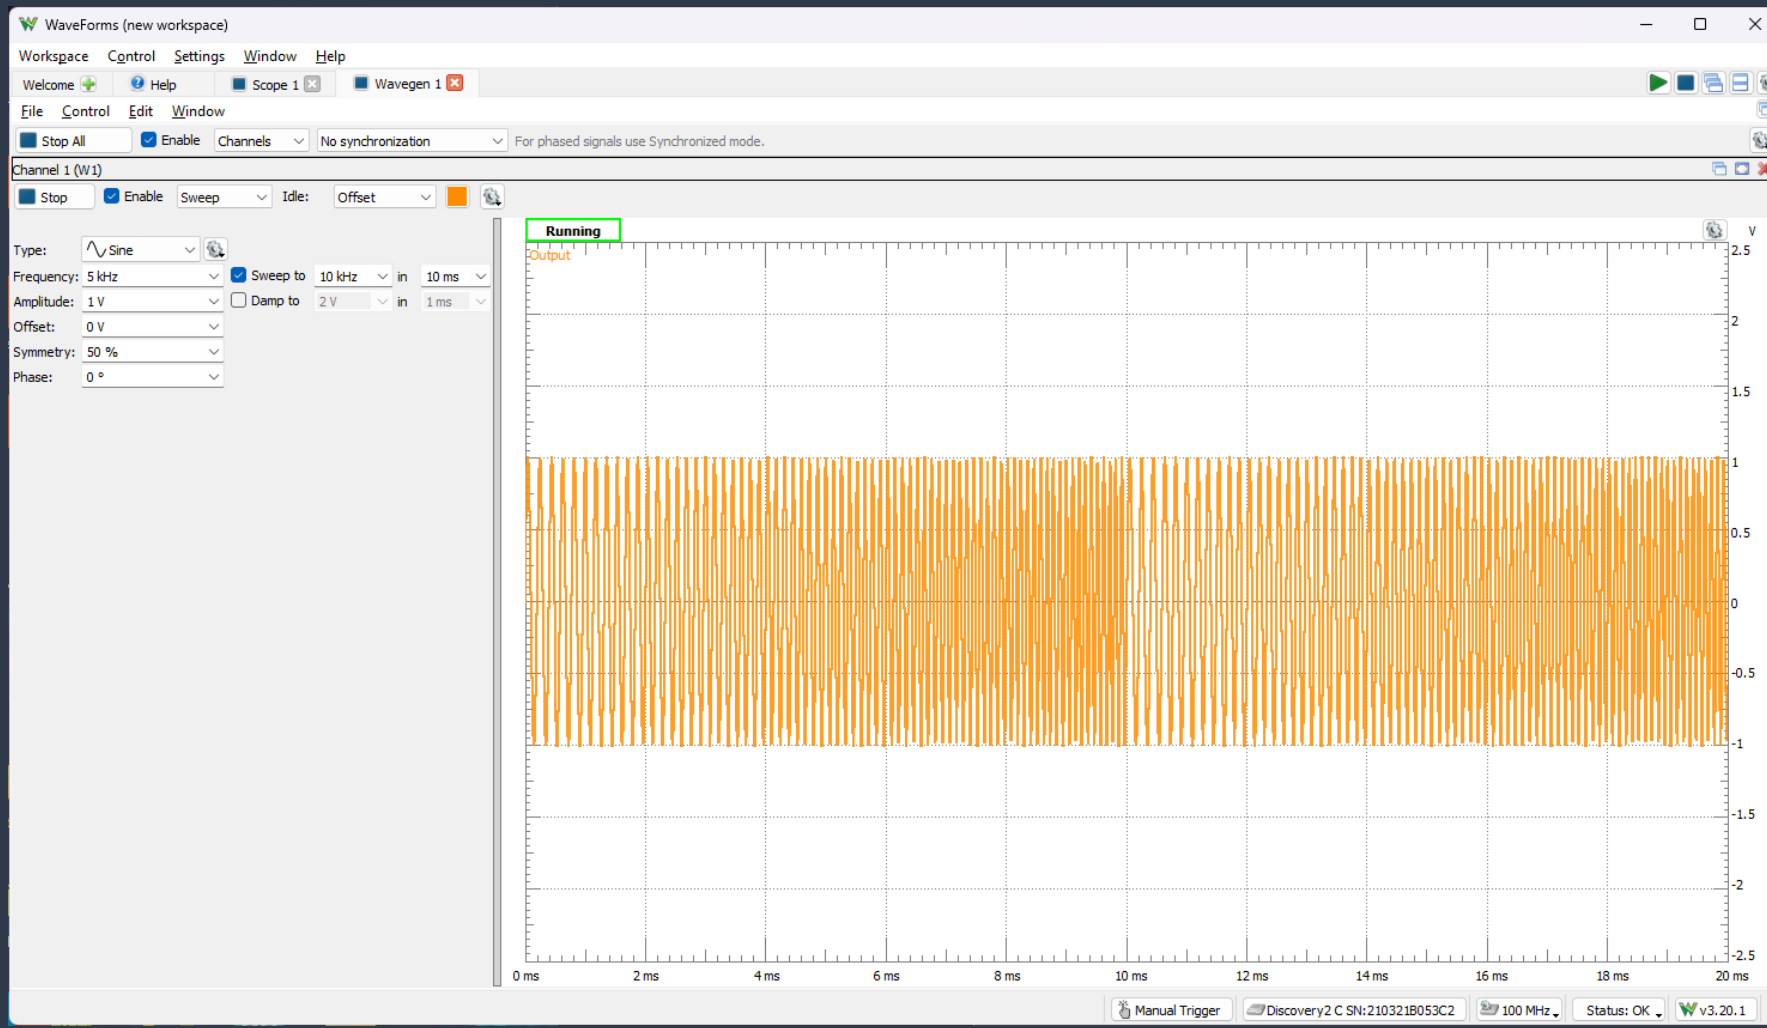 WaveForms (new workspace)
Workspace Control Settings Window Help
Welcome Help Scope 1 Wavegen 1
File Control Edit Window
Stop All Enable Channels No synchronization For phased signals use Synchronized mode.
Channel 1 (W1)
Stop Enable Sweep Idle: Offset
Running V
Type: Sine
Frequency: 5 kHz Sweep to 10 kHz in 10 ms
Amplitude: 1 V Damp to 2 V in 1 ms
Offset: 0 V
Symmetry: 50 %
Phase: 0 º
Output
2.5
2
1.5
1
0.5
0
-0.5
-1
-1.5
-2
-2.5
0 ms 2 ms 4 ms 6 ms 8 ms 10 ms 12 ms 14 ms 16 ms 18 ms 20 ms
Manual Trigger Discovery2 C SN:210321B053C2 100 MHz Status: OK v3.20.1